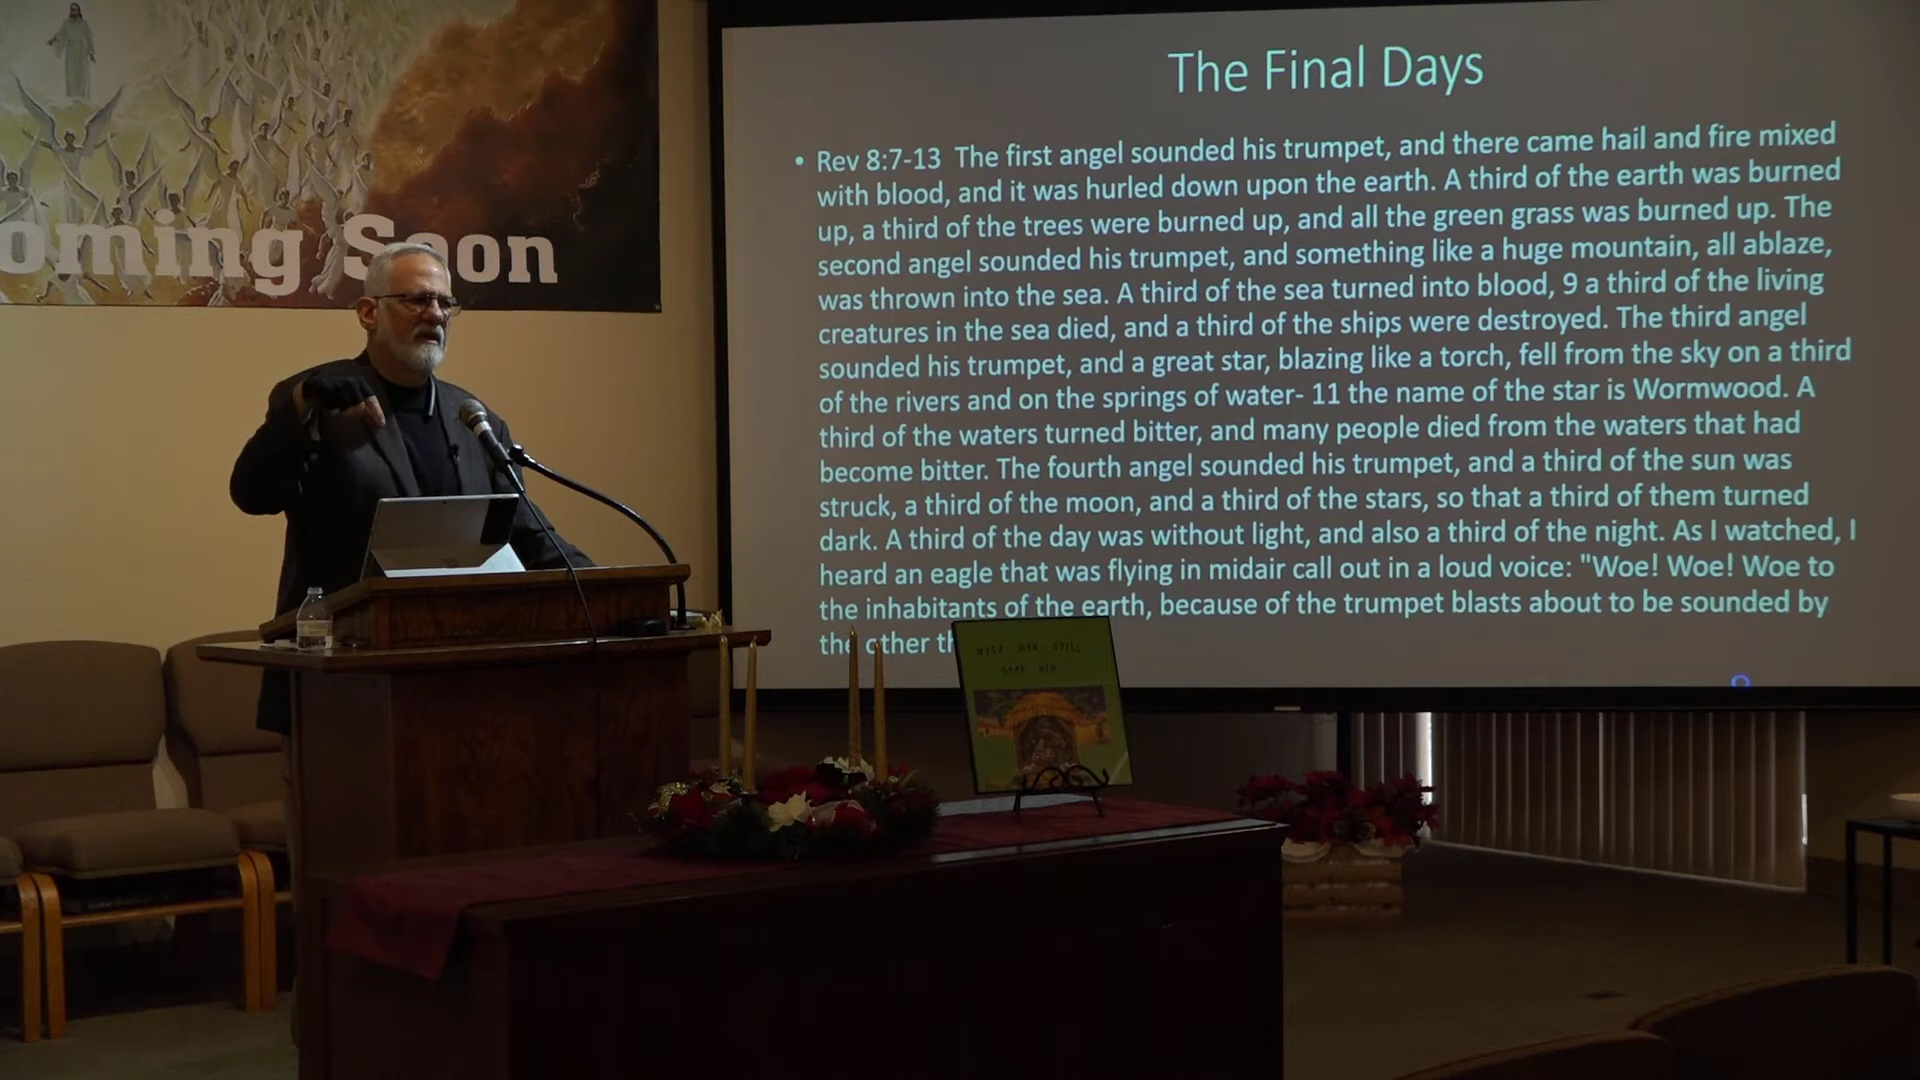 oming Soon
The Final Days
• Rev 8:7-13 The first angel sounded his trumpet, and there came hail and fire mixed
with blood, and it was hurled down upon the earth. A third of the earth was burned
up, a third of the trees were burned up, and all the green grass was burned up. The
second angel sounded his trumpet, and something like a huge mountain, all ablaze,
was thrown into the sea. A third of the sea turned into blood, 9 a third of the living
creatures in the sea died, and a third of the ships were destroyed. The third angel
sounded his trumpet, and a great star, blazing like a torch, fell from the sky on a third
of the rivers and on the springs of water- 11 the name of the star is Wormwood. A
third of the waters turned bitter, and many people died from the waters that had
become bitter. The fourth angel sounded his trumpet, and a third of the sun was
struck, a third of the moon, and a third of the stars, so that a third of them turned
dark. A third of the day was without light, and also a third of the night. As I watched, I
heard an eagle that was flying in midair call out in a loud voice: "Woe! Woe! Woe to
the inhabitants of the earth, because of the trumpet blasts about to be sounded by
the other th
WISE MEN STILL
SEEK HIM